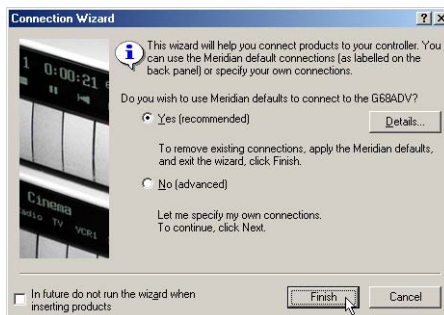 Connection Wizard
1 0:00:21
Cinema
adio TV VCR1
This wizard will help you connect products to your controller. You
can use the Meridian default connections (as labelled on the
back panel) or specify your own connections.
Do you wish to use Meridian defaults to connect to the G68ADV?
Yes (recommended)
Details...
To remove existing connections, apply the Meridian defaults,
and exit the wizard, click Finish.
No (advanced)
Let me specify my own connections.
To continue, click Next.
In future do not run the wizard when
inserting products
Finish
Cancel